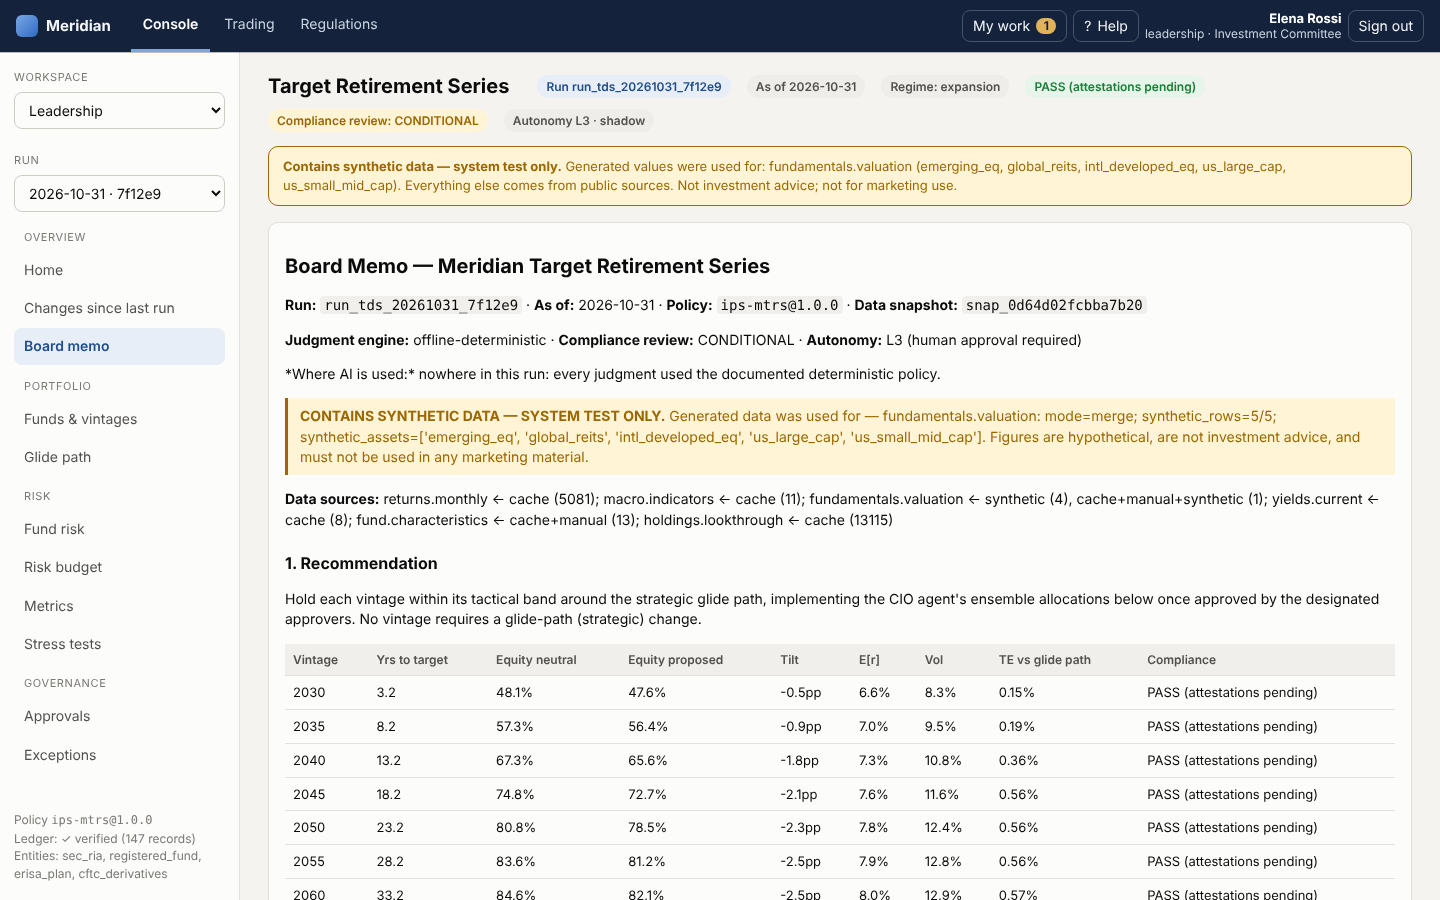 Meridian
Console
Trading
Regulations
My work 1
? Help
Elena Rossi
leadership · Investment Committee
Sign out
WORKSPACE
Leadership
RUN
2026-10-31 · 7f12e9
OVERVIEW
Home
Changes since last run
Board memo
PORTFOLIO
Funds & vintages
Glide path
RISK
Fund risk
Risk budget
Metrics
Stress tests
GOVERNANCE
Approvals
Exceptions
Policy ips-mtrs@1.0.0
Ledger: ✓ verified (147 records)
Entities: sec_ria, registered_fund,
erisa_plan, cftc_derivatives
Target Retirement Series
Run run_tds_20261031_7f12e9
As of 2026-10-31
Regime: expansion
PASS (attestations pending)
Compliance review: CONDITIONAL
Autonomy L3 · shadow
Contains synthetic data — system test only. Generated values were used for: fundamentals.valuation (emerging_eq, global_reits, intl_developed_eq, us_large_cap,
us_small_mid_cap). Everything else comes from public sources. Not investment advice; not for marketing use.
Board Memo — Meridian Target Retirement Series
Run: run_tds_20261031_7f12e9 · As of: 2026-10-31 · Policy: ips-mtrs@1.0.0 · Data snapshot: snap_0d64d02fcbba7b20
Judgment engine: offline-deterministic · Compliance review: CONDITIONAL · Autonomy: L3 (human approval required)
*Where AI is used:* nowhere in this run: every judgment used the documented deterministic policy.
CONTAINS SYNTHETIC DATA — SYSTEM TEST ONLY. Generated data was used for — fundamentals.valuation: mode=merge; synthetic_rows=5/5;
synthetic_assets=['emerging_eq', 'global_reits', 'intl_developed_eq', 'us_large_cap', 'us_small_mid_cap']. Figures are hypothetical, are not investment advice, and
must not be used in any marketing material.
Data sources: returns.monthly ← cache (5081); macro.indicators ← cache (11); fundamentals.valuation ← synthetic (4), cache+manual+synthetic (1); yields.current ←
cache (8); fund.characteristics ← cache+manual (13); holdings.lookthrough ← cache (13115)
1. Recommendation
Hold each vintage within its tactical band around the strategic glide path, implementing the CIO agent's ensemble allocations below once approved by the designated
approvers. No vintage requires a glide-path (strategic) change.
Vintage Yrs to target Equity neutral Equity proposed Tilt E[r] Vol TE vs glide path Compliance
2030 3.2 48.1% 47.6% -0.5pp 6.6% 8.3% 0.15% PASS (attestations pending)
2035 8.2 57.3% 56.4% -0.9pp 7.0% 9.5% 0.19% PASS (attestations pending)
2040 13.2 67.3% 65.6% -1.8pp 7.3% 10.8% 0.36% PASS (attestations pending)
2045 18.2 74.8% 72.7% -2.1pp 7.6% 11.6% 0.56% PASS (attestations pending)
2050 23.2 80.8% 78.5% -2.3pp 7.8% 12.4% 0.56% PASS (attestations pending)
2055 28.2 83.6% 81.2% -2.5pp 7.9% 12.8% 0.56% PASS (attestations pending)
2060 33.2 84.6% 82.1% -2.5pp 8.0% 12.9% 0.57% PASS (attestations pending)